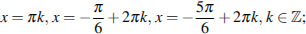 x = πk, x = −π/6 + 2πk, x = −5π/6 + 2πk, k ∈ ℤ;